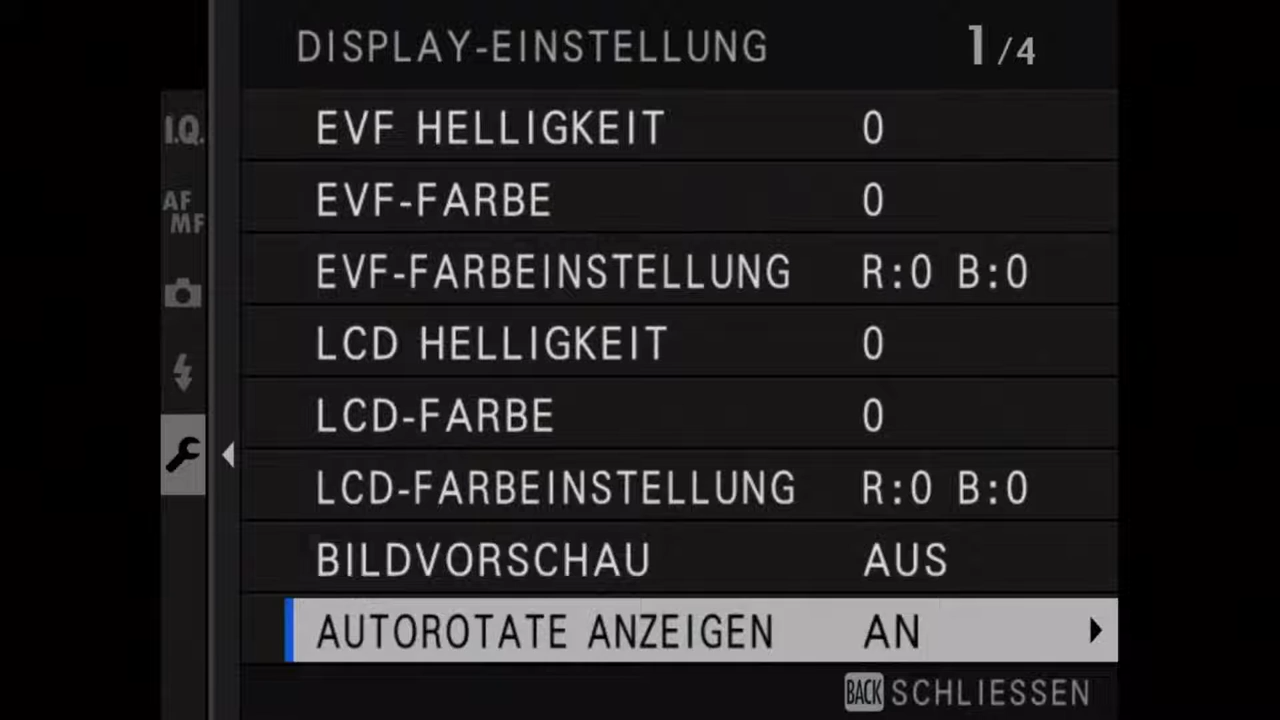 DISPLAY-EINSTELLUNG 1/4
I.Q.
EVF HELLIGKEIT 0
AF
MF
EVF-FARBE 0
EVF-FARBEINSTELLUNG R:0 B:0
LCD HELLIGKEIT 0
LCD-FARBE 0
LCD-FARBEINSTELLUNG R:0 B:0
BILDVORSCHAU AUS
AUTOROTATE ANZEIGEN AN
BACK SCHLIESSEN